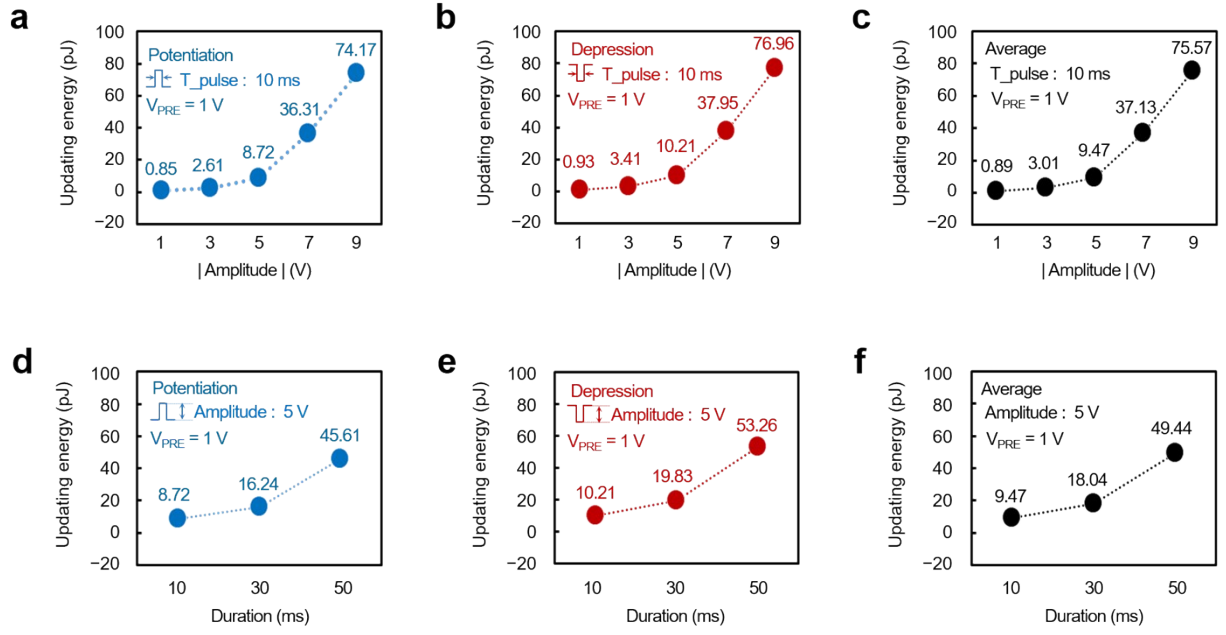 a
Updating energy (pJ)
100
80
60
40
20
0
−20
Potentiation
T_pulse : 10 ms
V_PRE = 1 V
0.85
2.61
8.72
36.31
74.17
1 3 5 7 9
| Amplitude | (V)
b
Updating energy (pJ)
100
80
60
40
20
0
−20
Depression
T_pulse : 10 ms
V_PRE = 1 V
0.93
3.41
10.21
37.95
76.96
1 3 5 7 9
| Amplitude | (V)
c
Updating energy (pJ)
100
80
60
40
20
0
−20
Average
T_pulse : 10 ms
V_PRE = 1 V
0.89
3.01
9.47
37.13
75.57
1 3 5 7 9
| Amplitude | (V)
d
Updating energy (pJ)
100
80
60
40
20
0
−20
Potentiation
Amplitude : 5 V
V_PRE = 1 V
8.72
16.24
45.61
10 30 50
Duration (ms)
e
Updating energy (pJ)
100
80
60
40
20
0
−20
Depression
Amplitude : 5 V
V_PRE = 1 V
10.21
19.83
53.26
10 30 50
Duration (ms)
f
Updating energy (pJ)
100
80
60
40
20
0
−20
Average
Amplitude : 5 V
V_PRE = 1 V
9.47
18.04
49.44
10 30 50
Duration (ms)